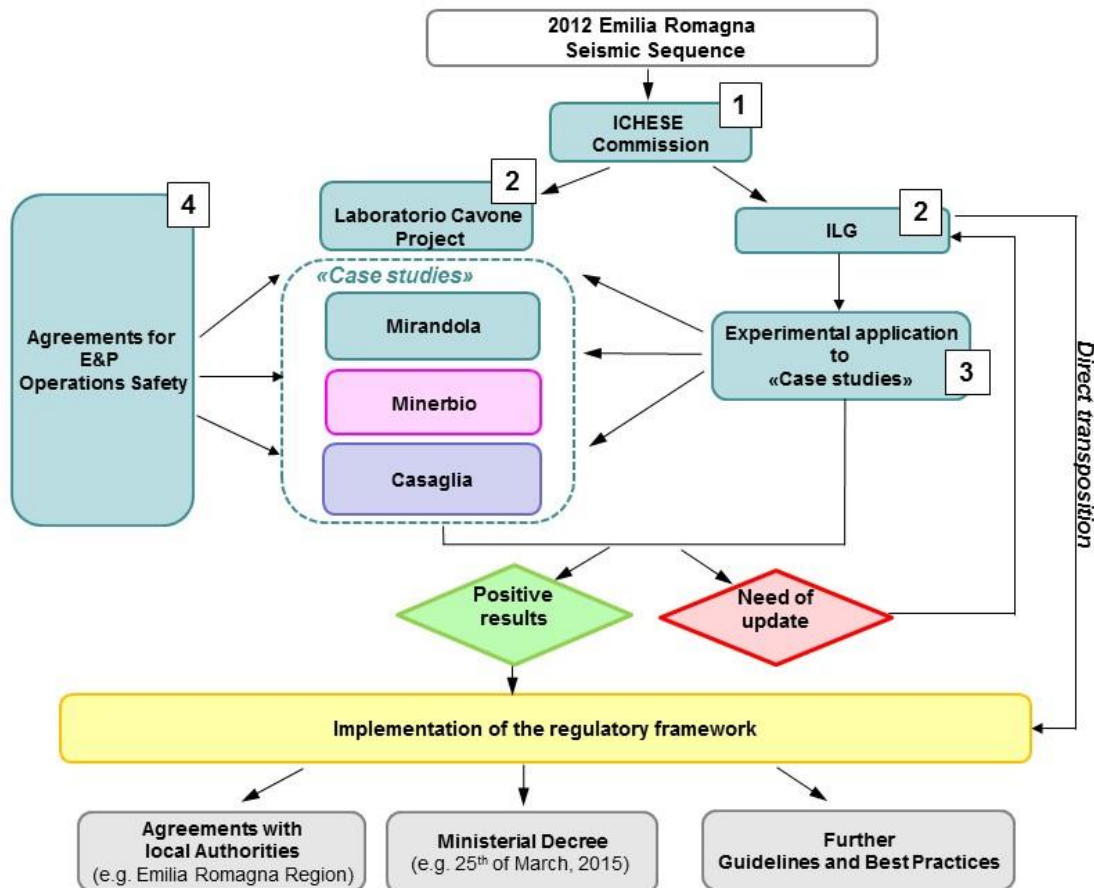 2012 Emilia Romagna
Seismic Sequence
1
ICHESE
Commission
2
Laboratorio Cavone
Project
2
ILG
4
Agreements for
E&P
Operations Safety
«Case studies»
Mirandola
Minerbio
Casaglia
Experimental application
to
«Case studies»
3
Direct transposition
Positive
results
Need of
update
Implementation of the regulatory framework
Agreements with
local Authorities
(e.g. Emilia Romagna Region)
Ministerial Decree
(e.g. 25th of March, 2015)
Further
Guidelines and Best Practices